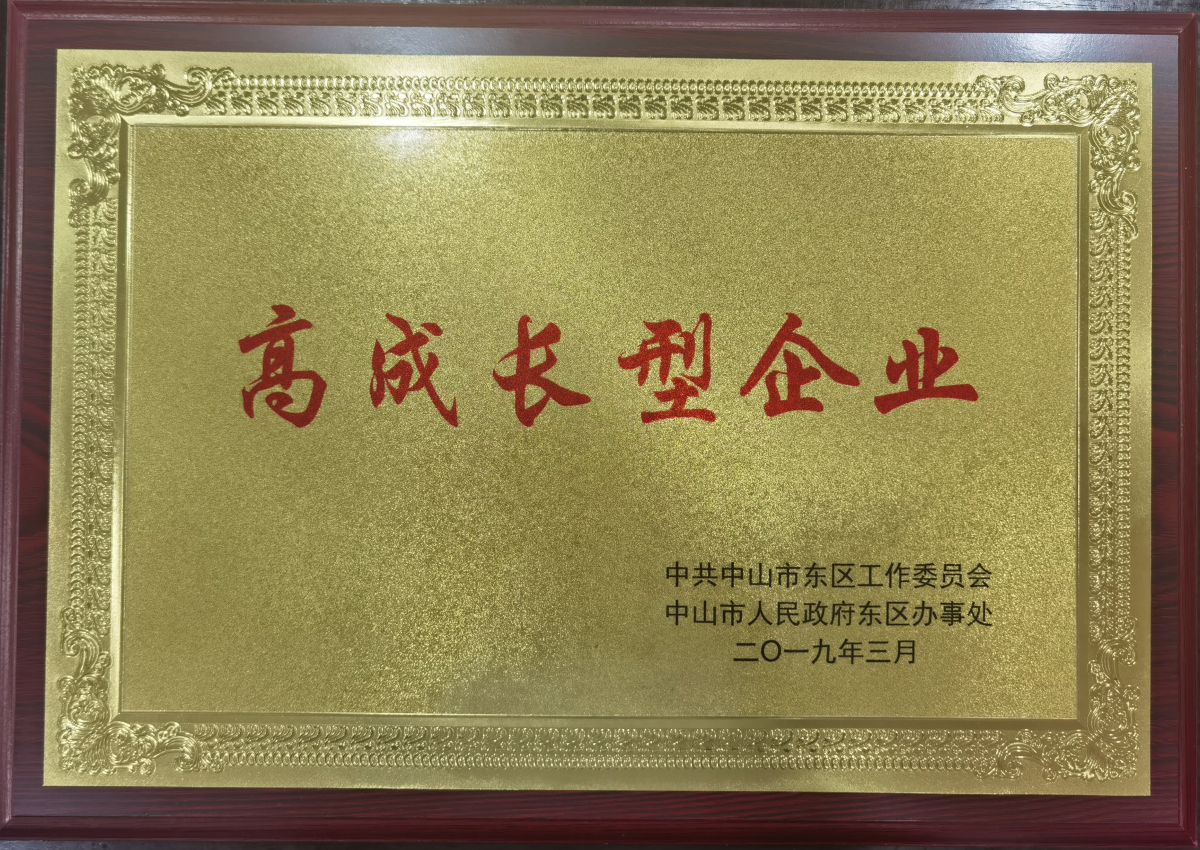 高成长型企业
中共中山市东区工作委员会
中山市人民政府东区办事处
二〇一九年三月